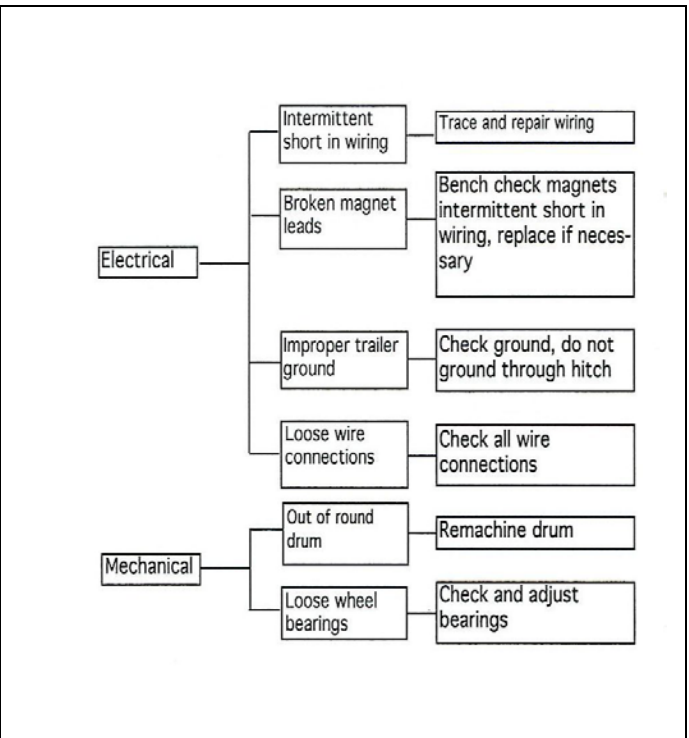 Intermittent
short in wiring
Trace and repair wiring
Broken magnet
leads
Bench check magnets
intermittent short in
wiring, replace if neces-
sary
Electrical
Improper trailer
ground
Check ground, do not
ground through hitch
Loose wire
connections
Check all wire
connections
Out of round
drum
Remachine drum
Mechanical
Loose wheel
bearings
Check and adjust
bearings